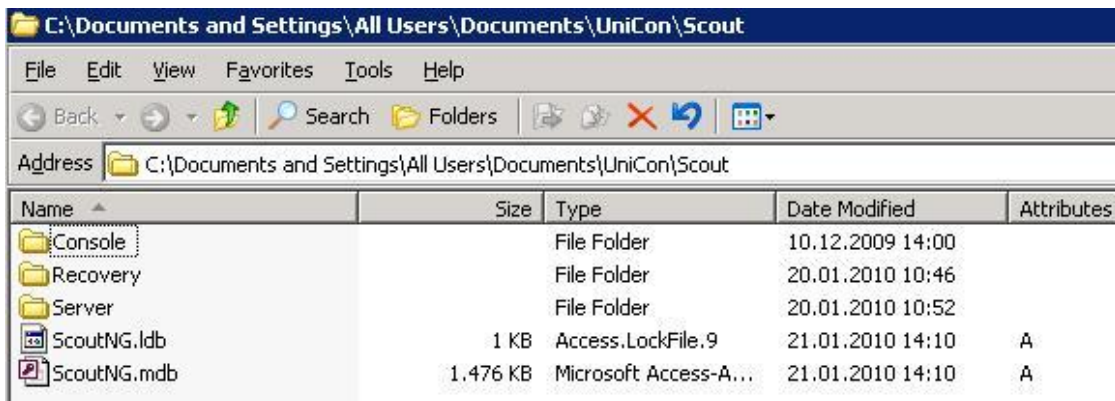 C:\Documents and Settings\All Users\Documents\UniCon\Scout
File Edit View Favorites Tools Help
Back Search Folders
Address C:\Documents and Settings\All Users\Documents\UniCon\Scout
Name Size Type Date Modified Attributes
Console File Folder 10.12.2009 14:00
Recovery File Folder 20.01.2010 10:46
Server File Folder 20.01.2010 10:52
ScoutNG.ldb 1 KB Access.LockFile.9 21.01.2010 14:10 A
ScoutNG.mdb 1.476 KB Microsoft Access-A... 21.01.2010 14:10 A